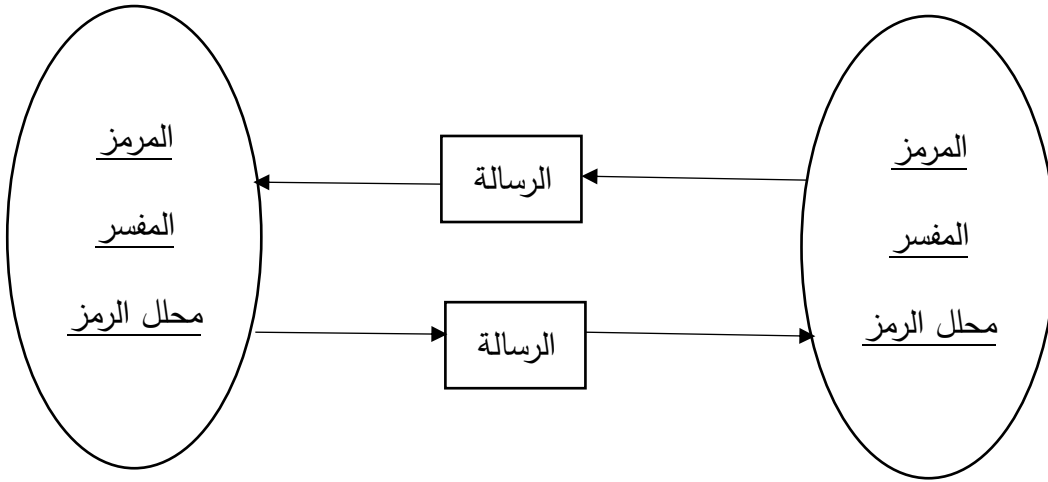 المرمز
المفسر
محلل الرمز
الرسالة
الرسالة
المرمز
المفسر
محلل الرمز